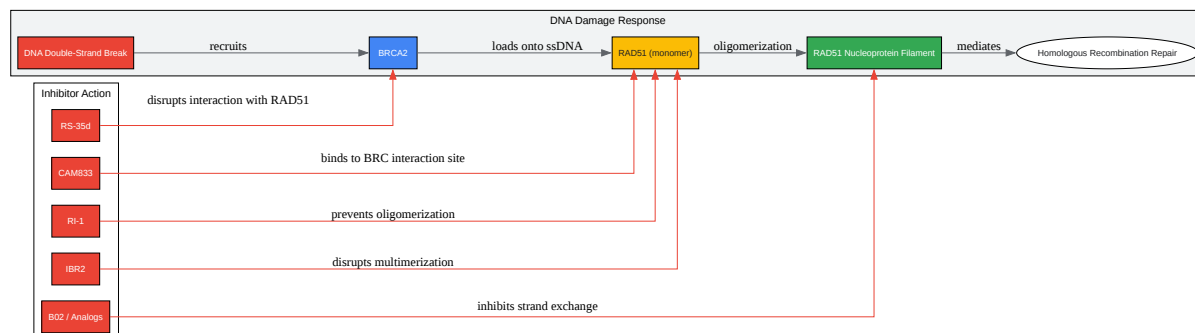 DNA Damage Response
DNA Double-Strand Break
recruits
BRCA2
loads onto ssDNA
RAD51 (monomer)
oligomerization
RAD51 Nucleoprotein Filament
mediates
Homologous Recombination Repair
Inhibitor Action
disrupts interaction with RAD51
RS-35d
CAM833
binds to BRC interaction site
RI-1
prevents oligomerization
IBR2
disrupts multimerization
B02 / Analogs
inhibits strand exchange